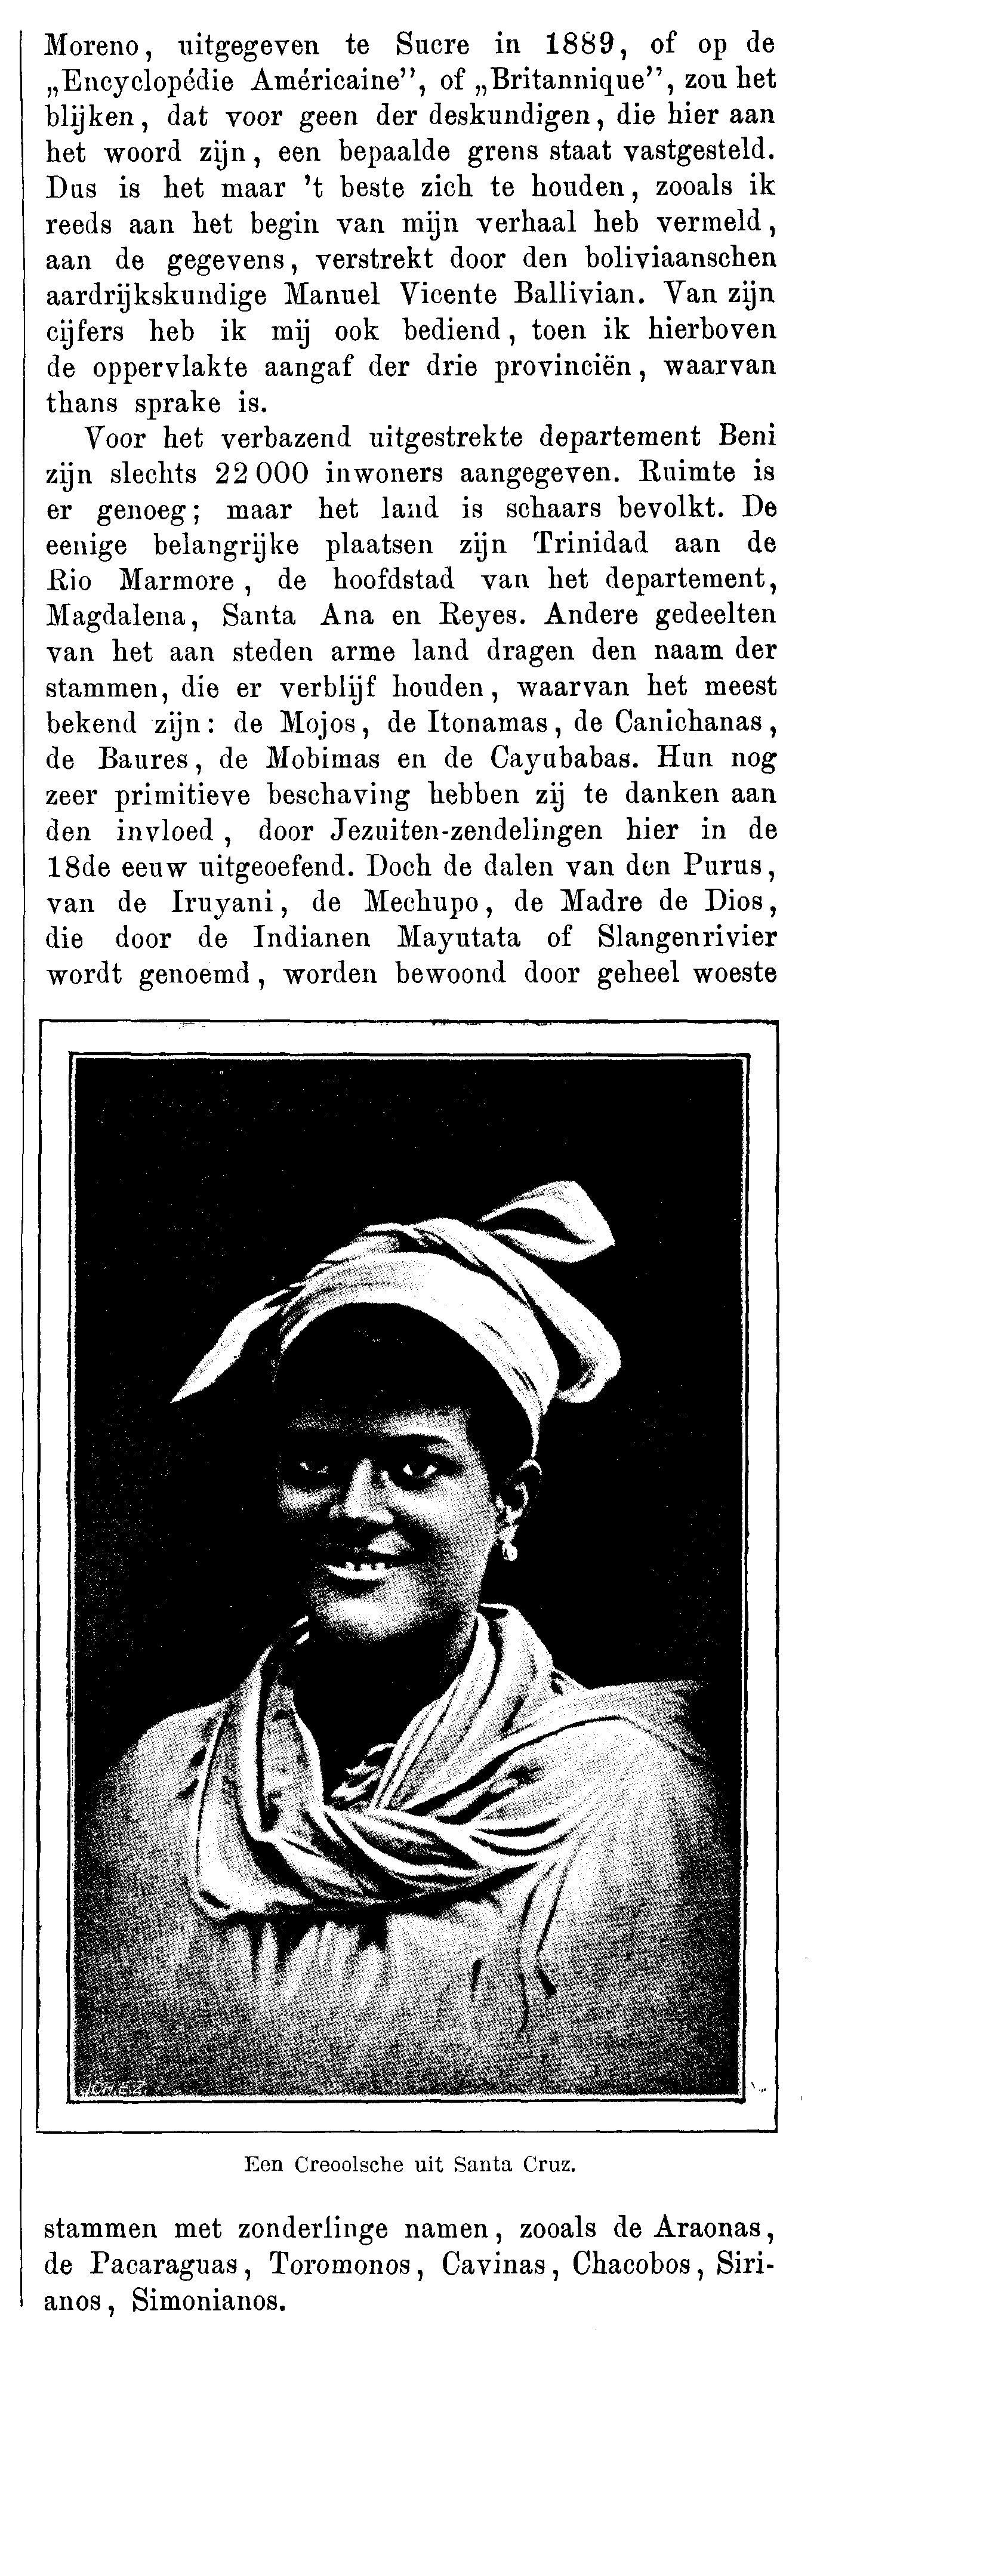 Moreno, uitgegeven te Sucre in 1889, of op de
„Encyclopédie Américaine”, of „Britannique”, zou het
blijken, dat voor geen der deskundigen, die hier aan
het woord zijn, een bepaalde grens staat vastgesteld.
Dus is het maar ’t beste zich te houden, zooals ik
reeds aan het begin van mijn verhaal heb vermeld,
aan de gegevens, verstrekt door den boliviaanschen
aardrijkskundige Manuel Vicente Ballivian. Van zijn
cijfers heb ik mij ook bediend, toen ik hierboven
de oppervlakte aangaf der drie provinciën, waarvan
thans sprake is.
Voor het verbazend uitgestrekte departement Beni
zijn slechts 22 000 inwoners aangegeven. Ruimte is
er genoeg; maar het land is schaars bevolkt. De
eenige belangrijke plaatsen zijn Trinidad aan de
Rio Marmore, de hoofdstad van het departement,
Magdalena, Santa Ana en Reyes. Andere gedeelten
van het aan steden arme land dragen den naam der
stammen, die er verblijf houden, waarvan het meest
bekend zijn: de Mojos, de Itonamas, de Canichanas,
de Baures, de Mobimas en de Cayubabas. Hun nog
zeer primitieve beschaving hebben zij te danken aan
den invloed, door Jezuiten-zendelingen hier in de
18de eeuw uitgeoefend. Doch de dalen van den Purus,
van de Iruyani, de Mechupo, de Madre de Dios,
die door de Indianen Mayutata of Slangenrivier
wordt genoemd, worden bewoond door geheel woeste
JOH.E.Z.
Een Creoolsche uit Santa Cruz.
stammen met zonderlinge namen, zooals de Araonas,
de Pacaraguas, Toromonos, Cavinas, Chacobos, Siri-
anos, Simonianos.